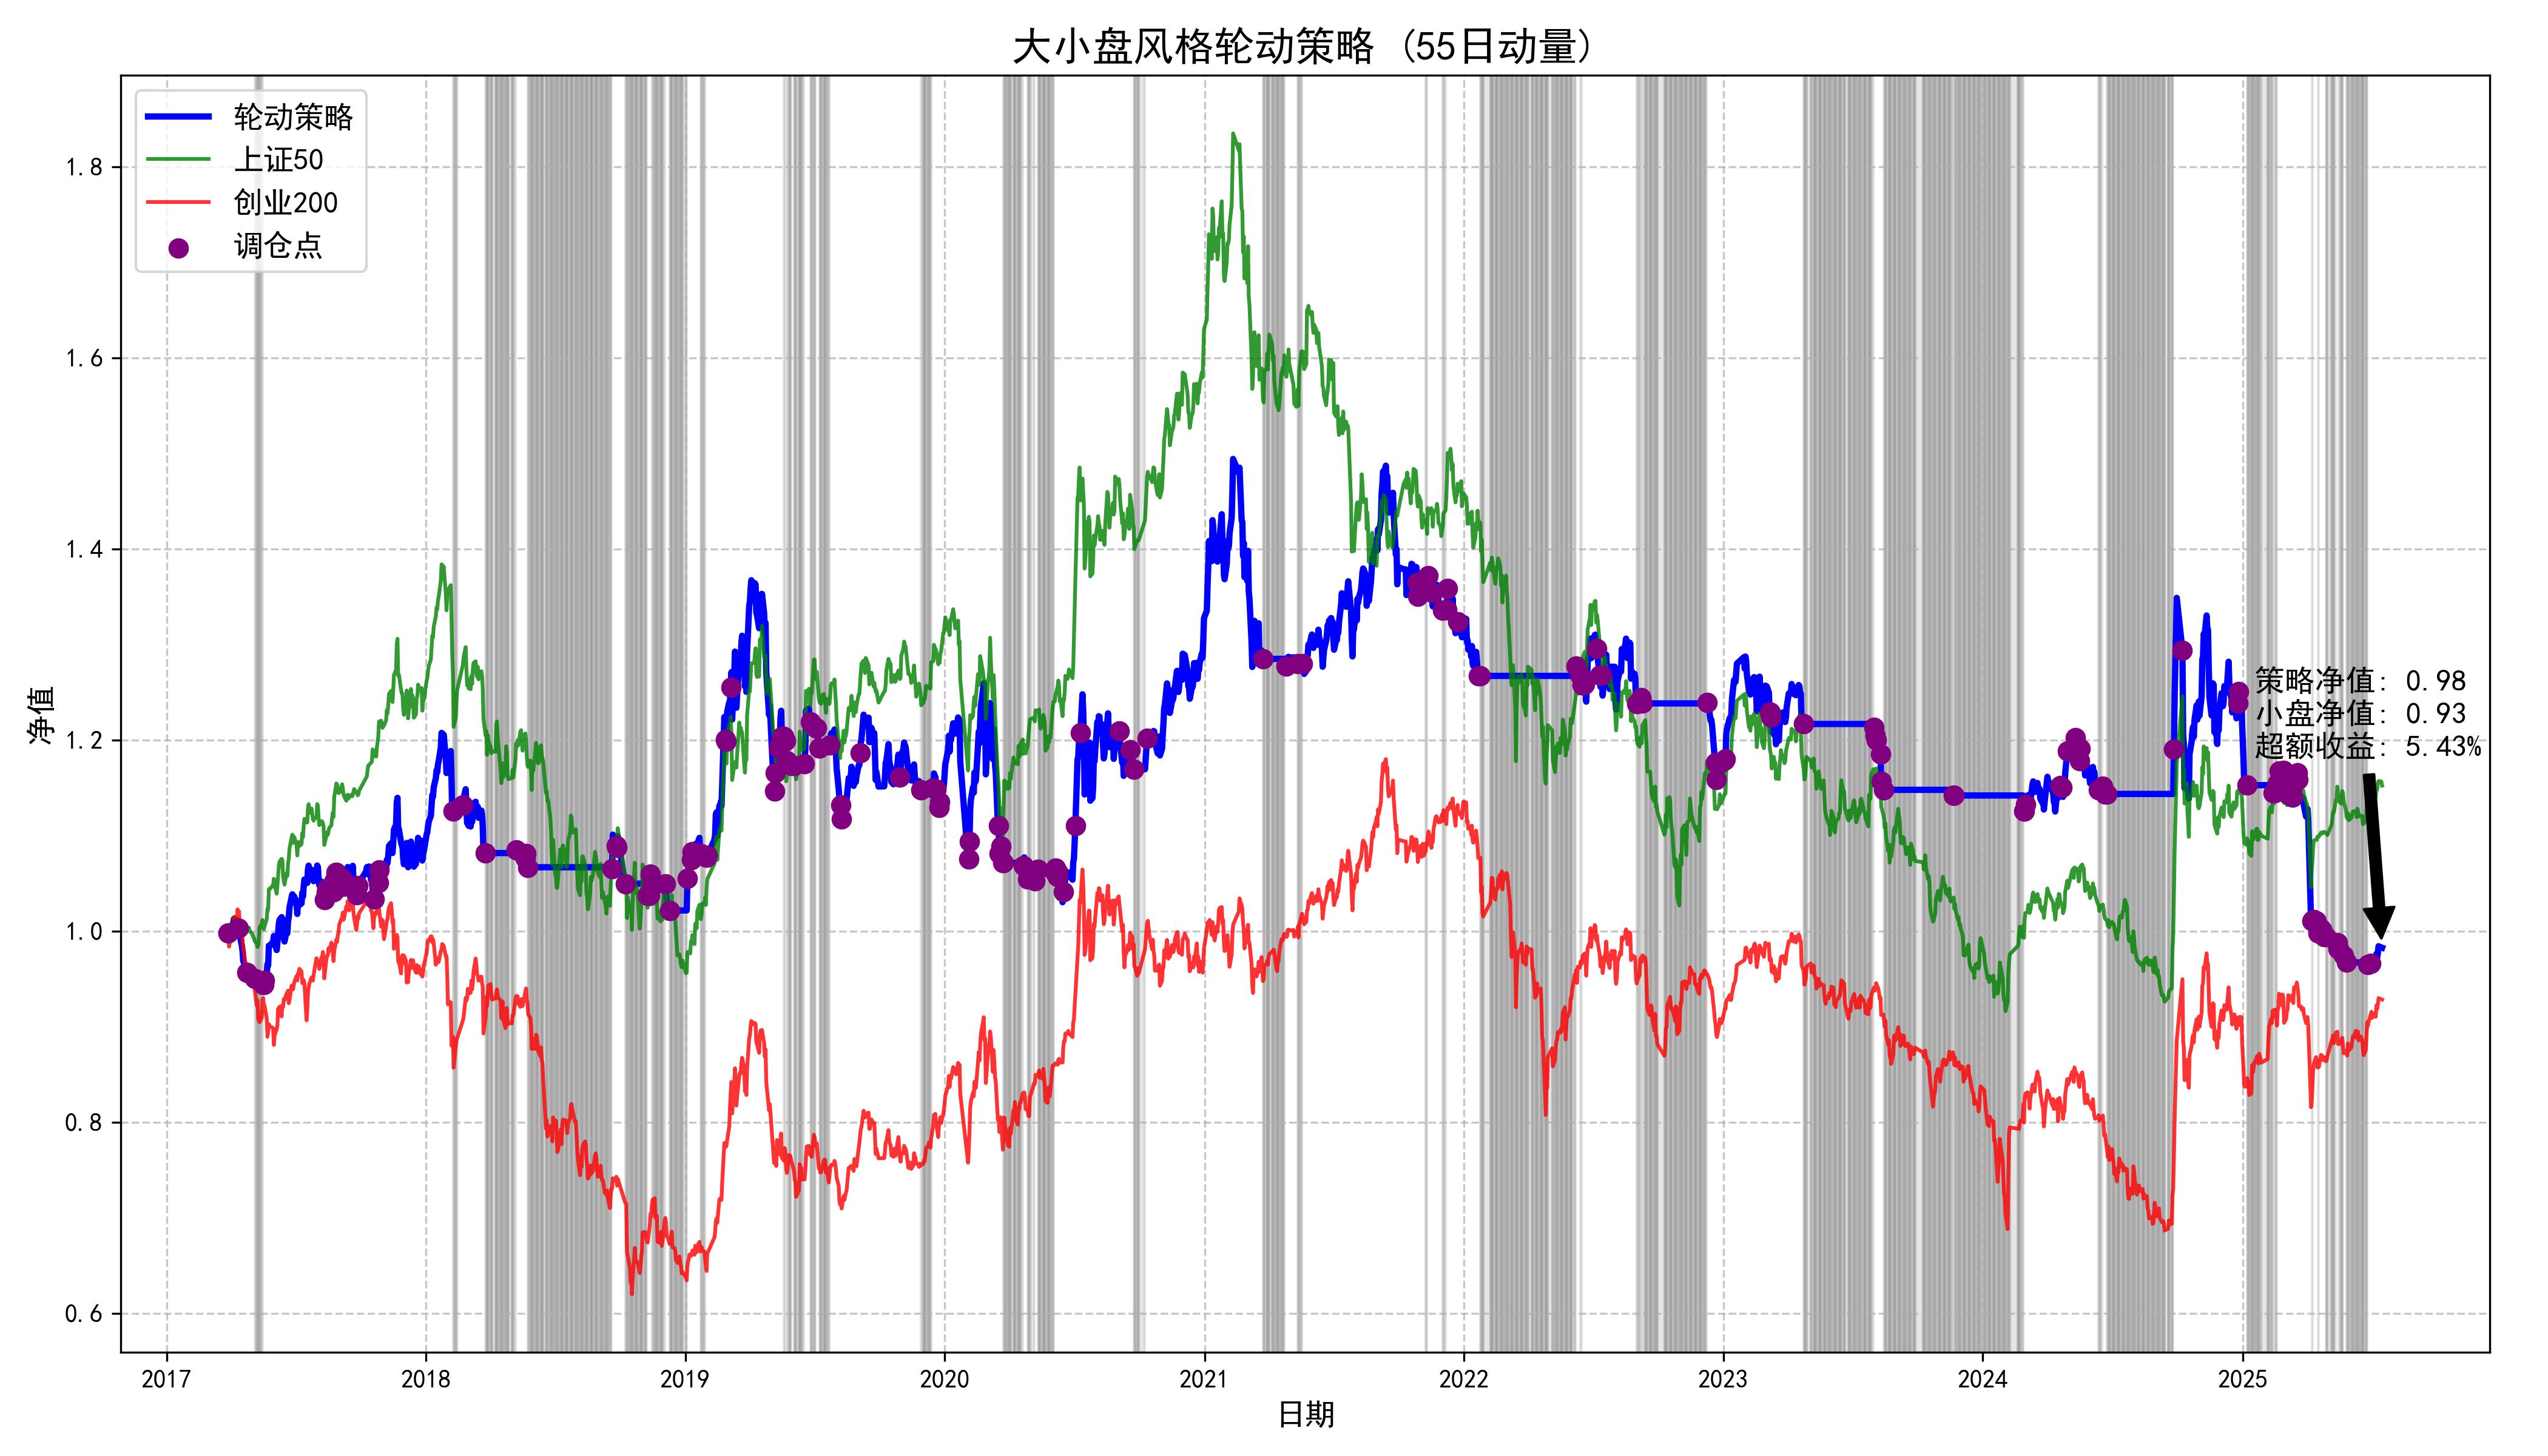 大小盘风格轮动策略 (55日动量)
轮动策略
上证50
创业200
调仓点
净值
1.8
1.6
1.4
1.2
1.0
0.8
0.6
策略净值: 0.98
小盘净值: 0.93
超额收益: 5.43%
2017
2018
2019
2020
2021
2022
2023
2024
2025
日期